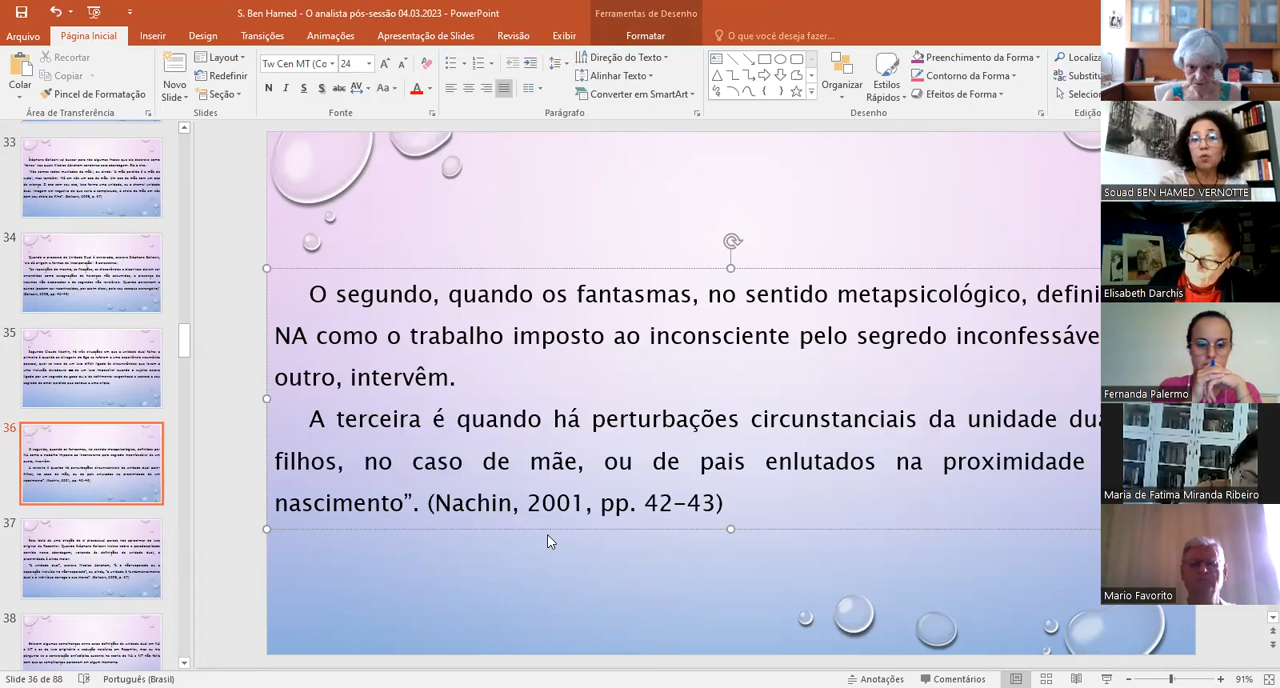 S. Ben Hamed - O analista pós-sessão 04.03.2023 - PowerPoint
Ferramentas de Desenho
Arquivo Página Inicial Inserir Design Transições Animações Apresentação de Slides Revisão Exibir Formatar O que você deseja fazer...
Colar
Recortar
Copiar
Pincel de Formatação
Área de Transferência
Novo Slide
Layout
Redefinir
Seção
Slides
Tw Cen MT (Co 24
N I S S abc AV Aa A
Fonte
Direção do Texto
Alinhar Texto
Converter em SmartArt
Parágrafo
Organizar
Estilos Rápidos
Preenchimento da Forma
Contorno da Forma
Efeitos de Forma
Desenho
Localiza
Substitu
Selecion
Edição
33
34
35
36
37
38
O segundo, quando os fantasmas, no sentido metapsicológico, defini
NA como o trabalho imposto ao inconsciente pelo segredo inconfessáve
outro, intervêm.
A terceira é quando há perturbações circunstanciais da unidade dua
filhos, no caso de mãe, ou de pais enlutados na proximidade
nascimento”. (Nachin, 2001, pp. 42-43)
Souad BEN HAMED VERNOTTE
Elisabeth Darchis
Fernanda Palermo
Maria de Fatima Miranda Ribeiro
Mario Favorito
Slide 36 de 88 Português (Brasil) Anotações Comentários 91%